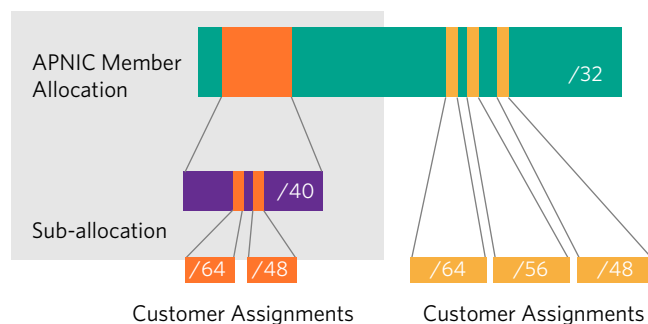 APNIC Member
Allocation
/32
/40
Sub-allocation
/64
/48
/64
/56
/48
Customer Assignments
Customer Assignments